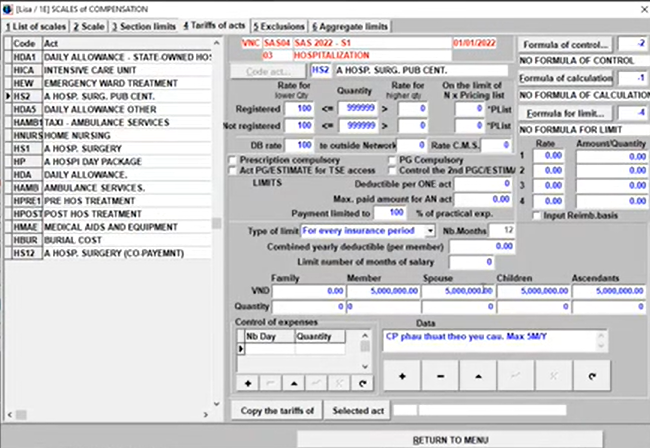 [Lisa / 1E] SCALES of COMPENSATION
1 List of scales 2 Scale 3 Section limits 4 Tariffs of acts 5 Exclusions 6 Aggregate limits
Code Act
HDA1 DAILY ALLOWANCE - STATE-OWNED HOS
HICA INTENSIVE CARE UNIT
HEW EMERGENCY WARD TREATMENT
HS2 A HOSP. SURG. PUB CENT.
HDA5 DAILY ALLOWANCE OTHER
HAMB1 TAXI - AMBULANCE SERVICES
HNURS HOME NURSING
HS1 A HOSP. SURGERY
HP A HOSPI DAY PACKAGE
HDA DAILY ALLOWANCE.
HAMB AMBULANCE SERVICES.
HPRE1 PRE HOS TREATMENT
HPOST POST HOS TREATMENT
HMAE MEDICAL AIDS AND EQUIPMENT
HBUR BURIAL COST
HS12 A HOSP. SURGERY (CO-PAYEMNT)
VNC SAS04 SAS 2022 - S1 01/01/2022
03 HOSPITALIZATION
Code act... HS2 A HOSP. SURG. PUB CENT.
Rate for lower Qty Quantity Rate for higher qty On the limit of N x Pricing list
Registered 100 <= 999999 > 0 0 *PList
Not registered 100 <= 999999 > 0 0 *PList
DB rate 100 to outside Network 0 Rate C.M.S. 0
Prescription compulsory PG Compulsory
Act PG/ESTIMATE for TSE access Control the 2nd PGC/ESTIMA
LIMITS Deductible per ONE act 0
Max. paid amount for AN act 0.00
Payment limited to 100 % of practical exp.
Type of limit For every insurance period Nb.Months 12
Combined yearly deductible (per member) 0.00
Limit number of months of salary 0
Family Member Spouse Children Ascendants
VND 0.00 5,000,000.00 5,000,000.00 5,000,000.00 5,000,000.00
Quantity 0 0 0 0 0
Control of expenses
Nb Day Quantity
Data
CP phau thuat theo yeu cau. Max 5M/Y
Copy the tariffs of Selected act
RETURN TO MENU
Formula of control... -2
NO FORMULA OF CONTROL
Formula of calculation -1
NO FORMULA OF CALCULATION
Formula for limit... -4
NO FORMULA FOR LIMIT
Rate Amount/Quantity
1 0.00 0.00
2 0.00 0.00
3 0.00 0.00
4 0.00 0.00
Input Reimb.basis